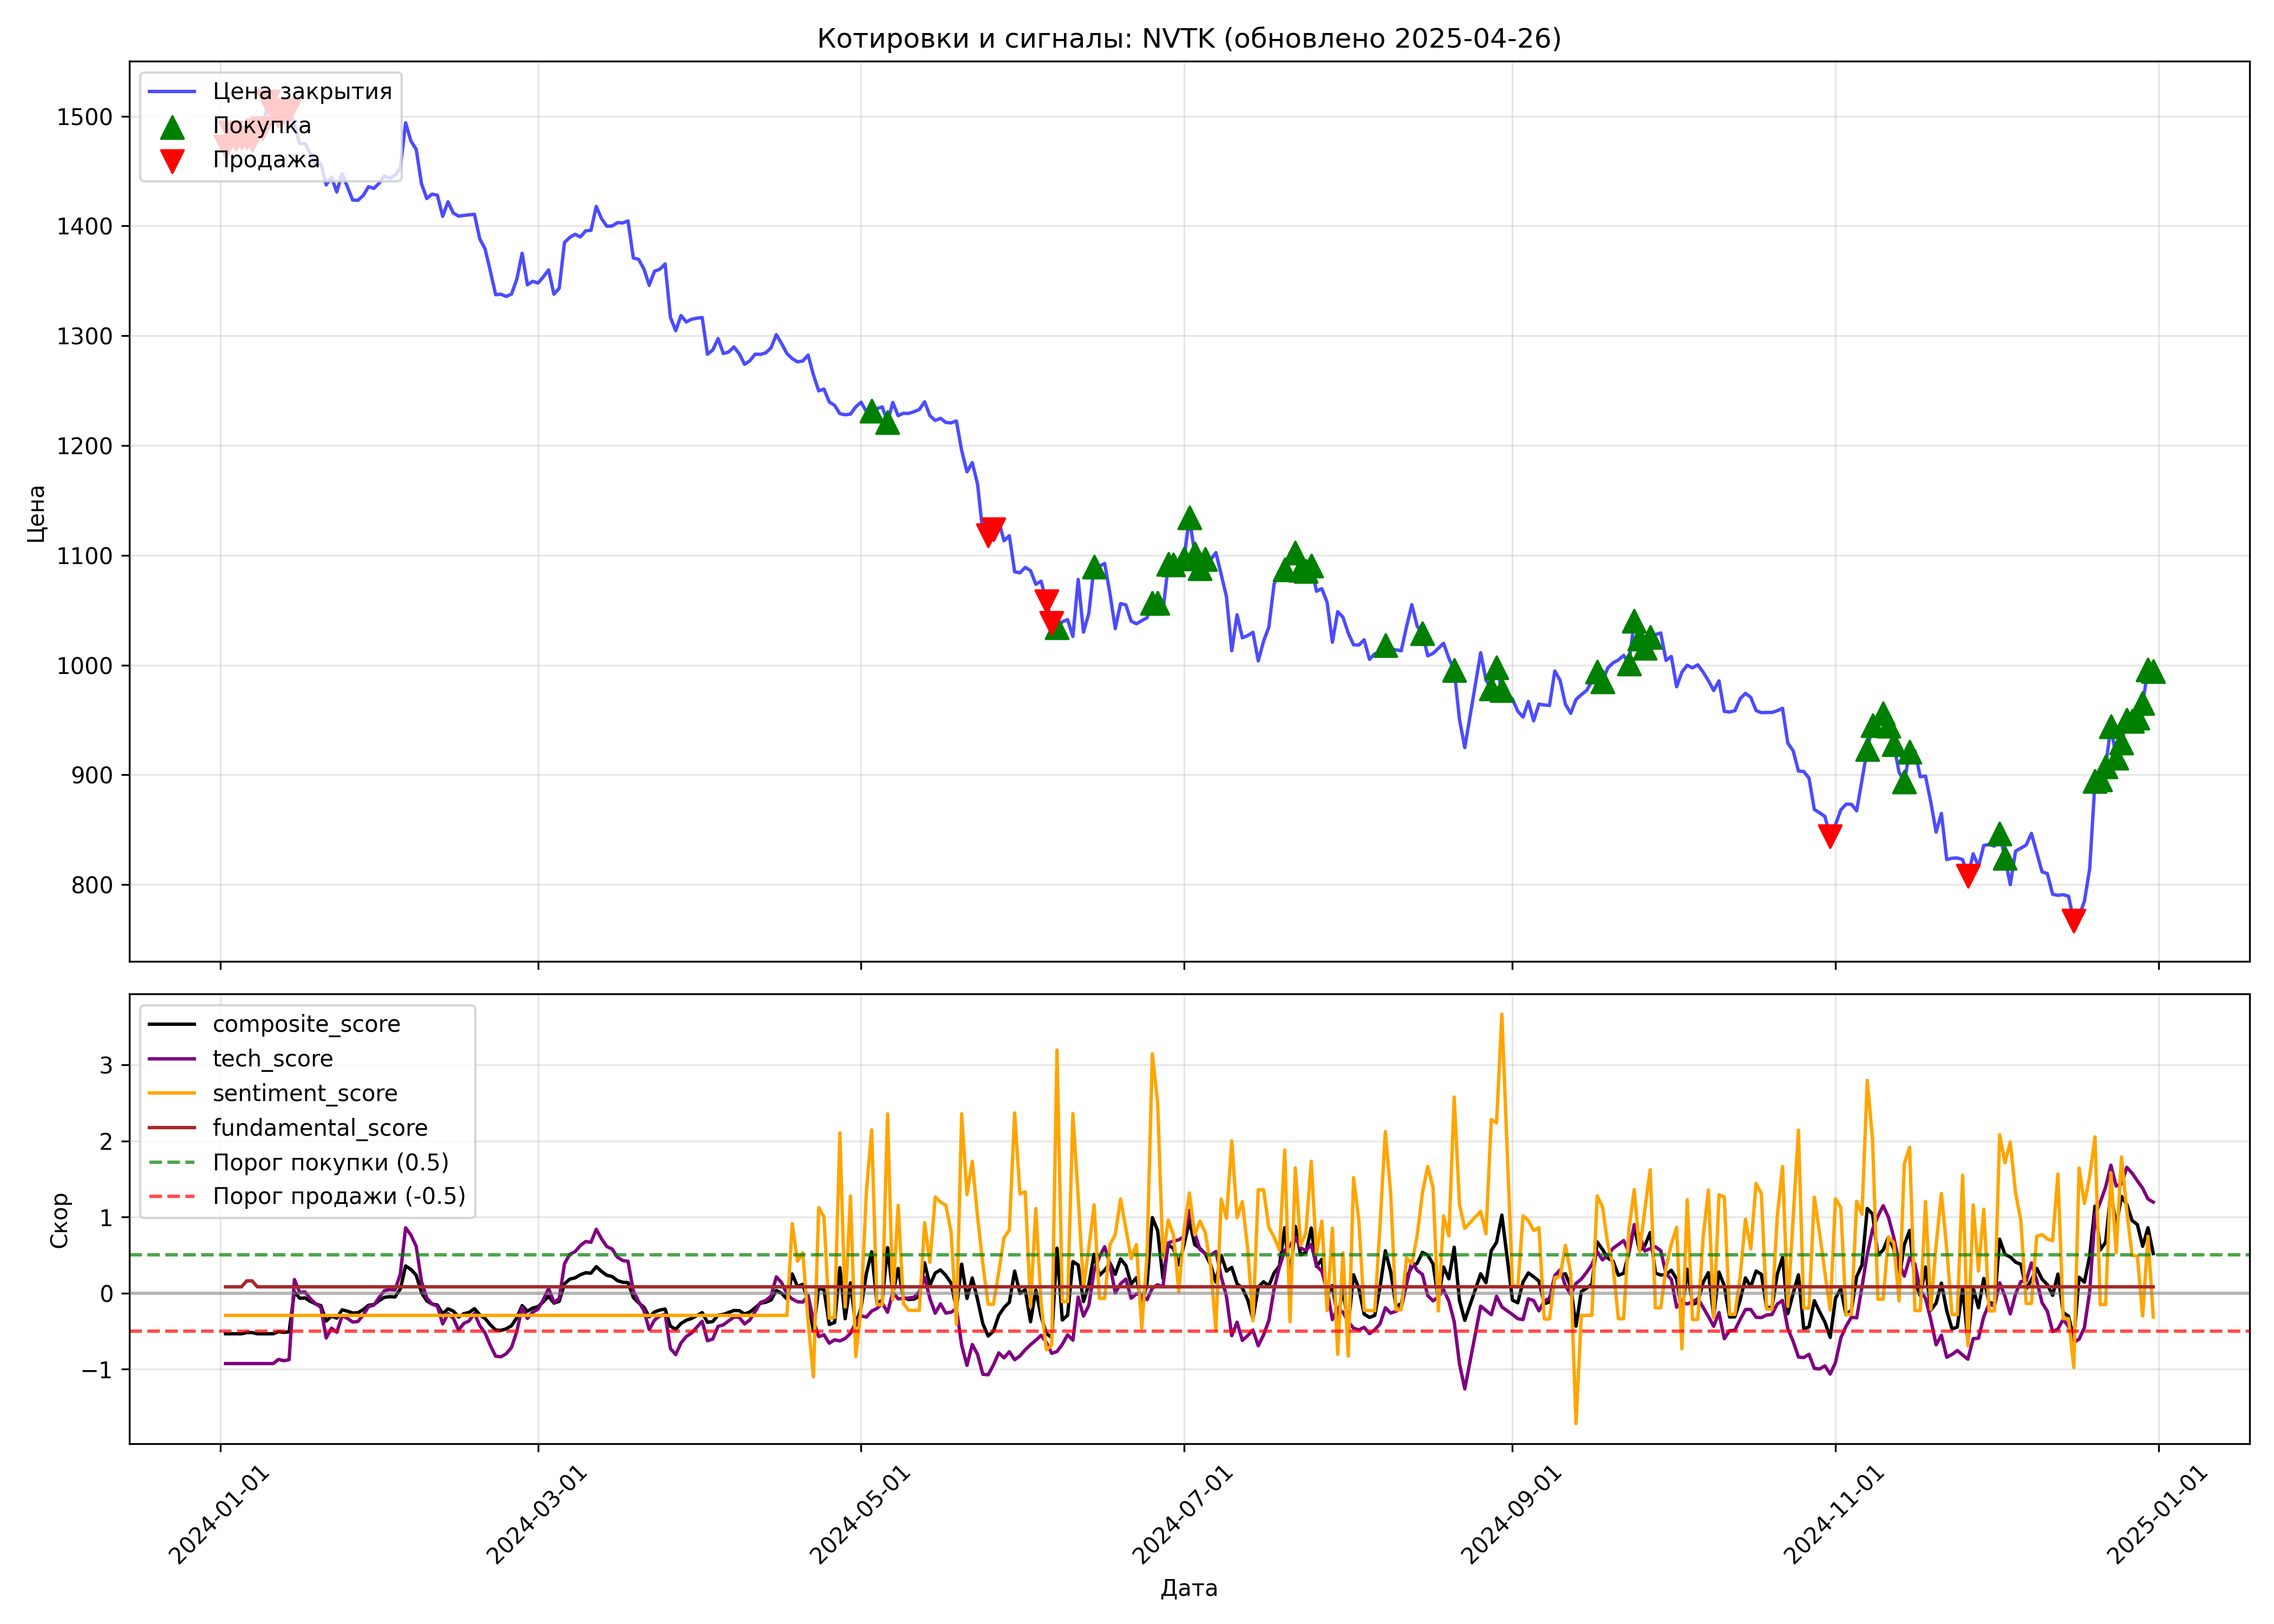 Котировки и сигналы: NVTK (обновлено 2025-04-26)
Цена закрытия
Покупка
Продажа
1500
1400
1300
1200
1100
1000
900
800
Цена
composite_score
tech_score
sentiment_score
fundamental_score
Порог покупки (0.5)
Порог продажи (-0.5)
3
2
1
0
−1
Скор
2024-01-01
2024-03-01
2024-05-01
2024-07-01
2024-09-01
2024-11-01
2025-01-01
Дата